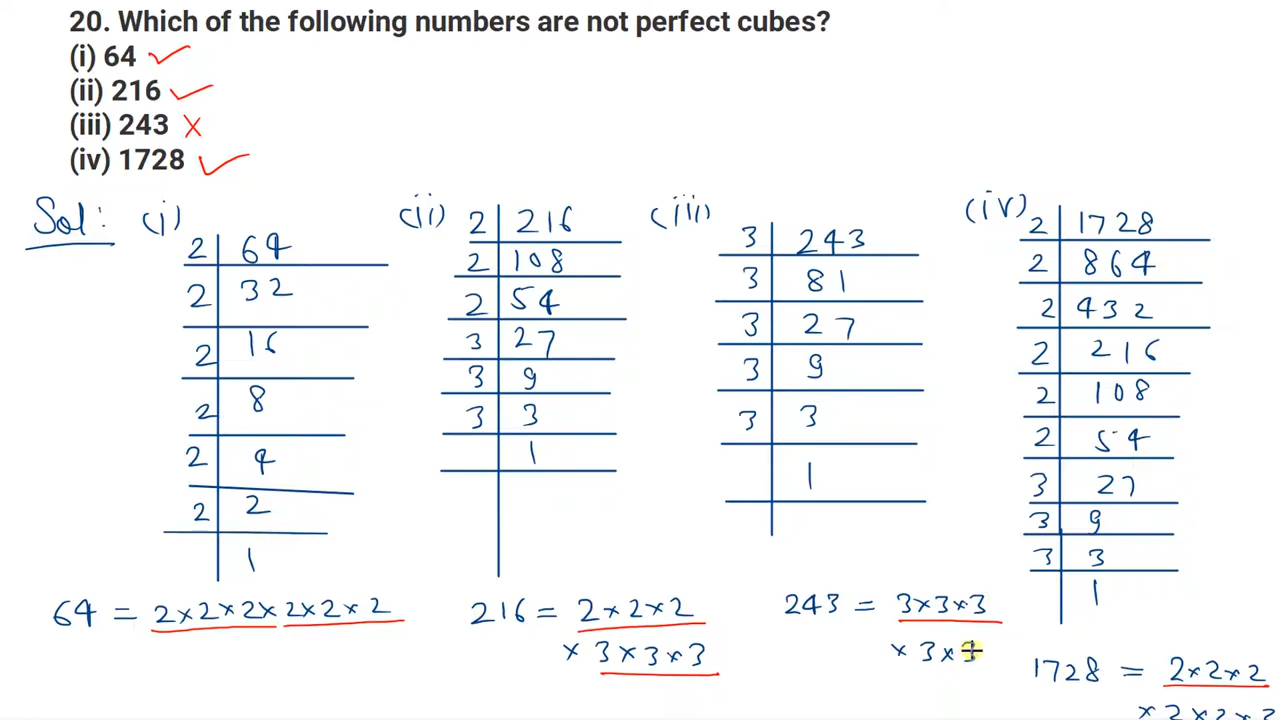 20. Which of the following numbers are not perfect cubes?
(i) 64 ✓
(ii) 216 ✓
(iii) 243 X
(iv) 1728 ✓
Sol:
(i)
2 | 64
2 | 32
2 | 16
2 | 8
2 | 4
2 | 2
1
64 = 2×2×2×2×2×2
(ii)
2 | 216
2 | 108
2 | 54
3 | 27
3 | 9
3 | 3
1
216 = 2×2×2
×3×3×3
(iii)
3 | 243
3 | 81
3 | 27
3 | 9
3 | 3
1
243 = 3×3×3
×3×3
(iv)
2 | 1728
2 | 864
2 | 432
2 | 216
2 | 108
2 | 54
3 | 27
3 | 9
3 | 3
1
1728 = 2×2×2
×2×2×2